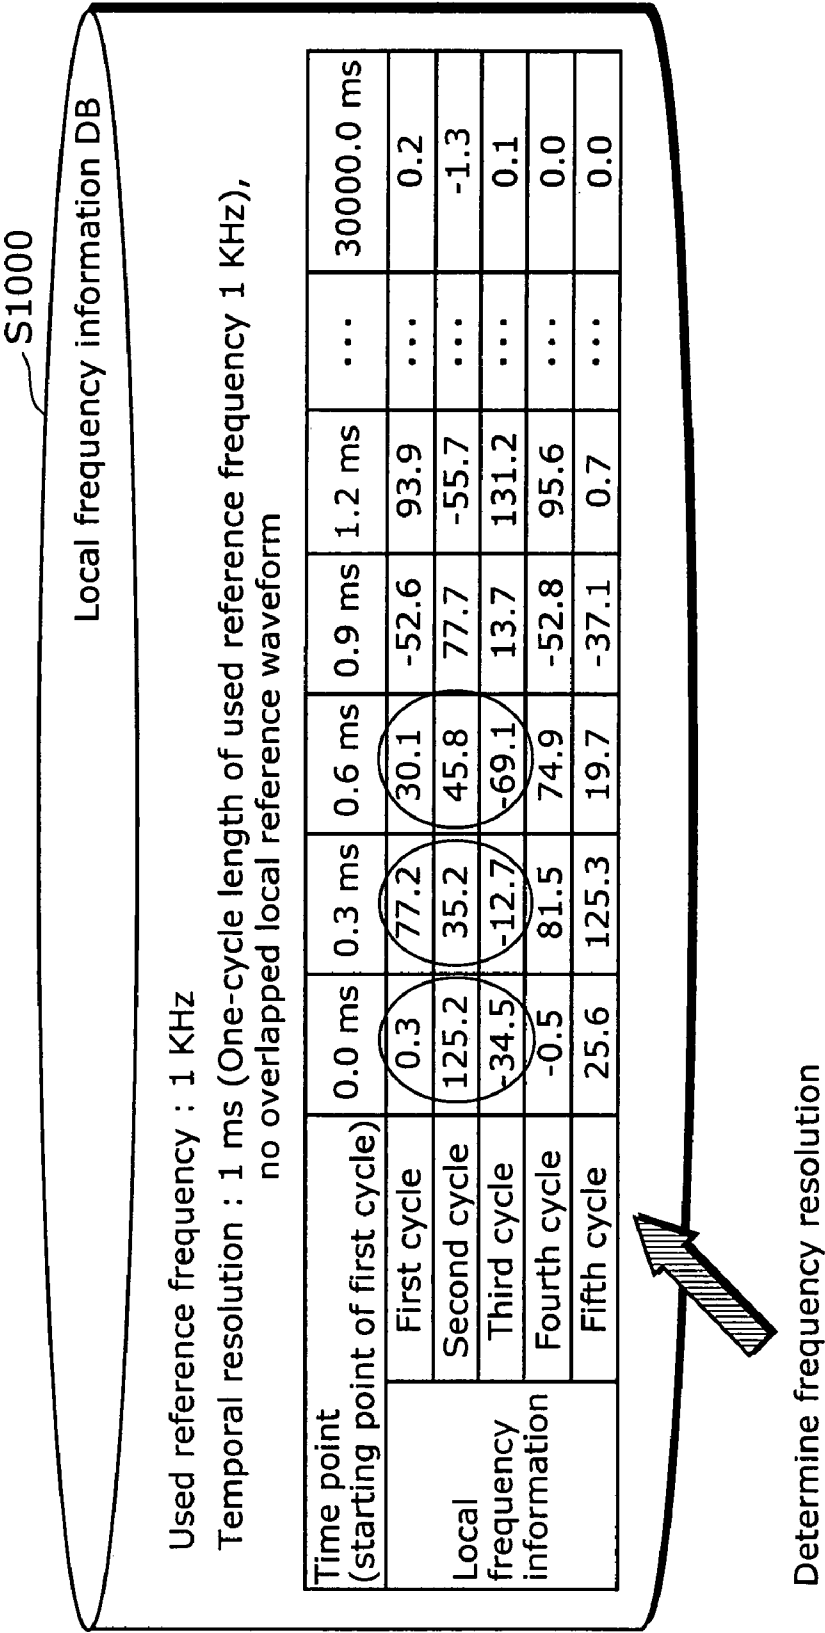 S1000
Local frequency information DB
Used reference frequency : 1 KHz
Temporal resolution : 1 ms (One-cycle length of used reference frequency 1 KHz),
no overlapped local reference waveform
Time point
(starting point of first cycle) 0.0 ms 0.3 ms 0.6 ms 0.9 ms 1.2 ms ... 30000.0 ms
Local
frequency
information
First cycle 0.3 77.2 30.1 -52.6 93.9 ... 0.2
Second cycle 125.2 35.2 45.8 77.7 -55.7 ... -1.3
Third cycle -34.5 -12.7 -69.1 13.7 131.2 ... 0.1
Fourth cycle -0.5 81.5 74.9 -52.8 95.6 ... 0.0
Fifth cycle 25.6 125.3 19.7 -37.1 0.7 ... 0.0
Determine frequency resolution